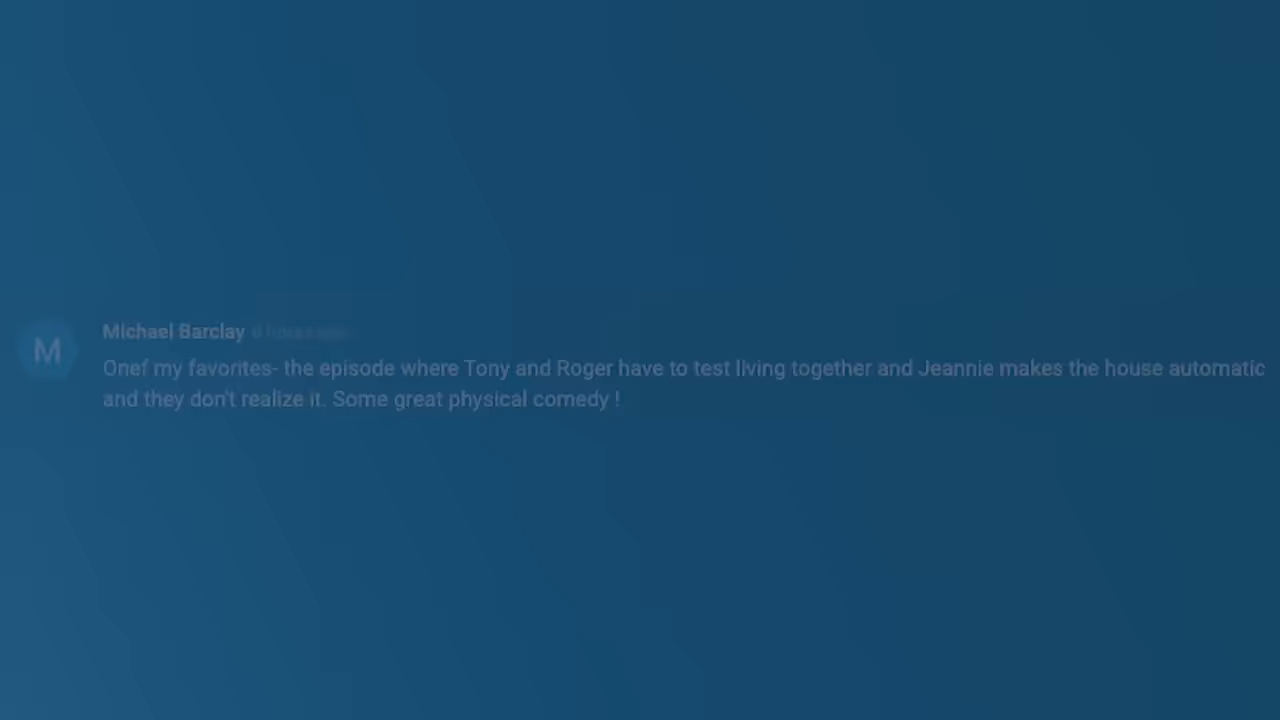 M
Michael Barclay
Onef my favorites- the episode where Tony and Roger have to test living together and Jeannie makes the house automatic
and they don't realize it. Some great physical comedy !